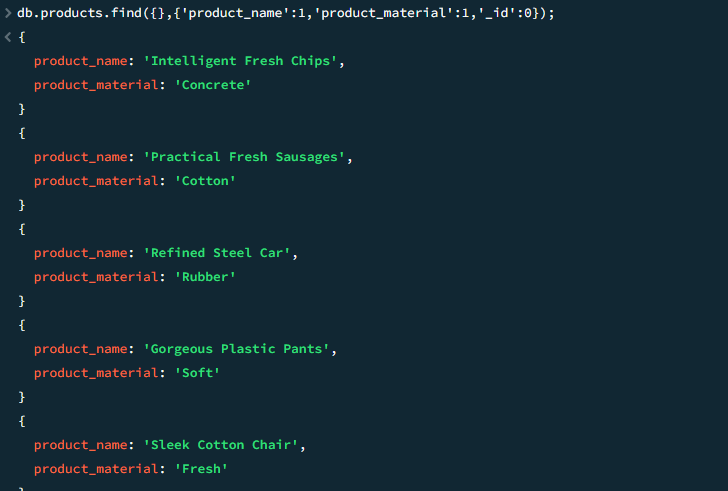 > db.products.find({},{'product_name':1,'product_material':1,'_id':0});
< {
product_name: 'Intelligent Fresh Chips',
product_material: 'Concrete'
}
{
product_name: 'Practical Fresh Sausages',
product_material: 'Cotton'
}
{
product_name: 'Refined Steel Car',
product_material: 'Rubber'
}
{
product_name: 'Gorgeous Plastic Pants',
product_material: 'Soft'
}
{
product_name: 'Sleek Cotton Chair',
product_material: 'Fresh'
}